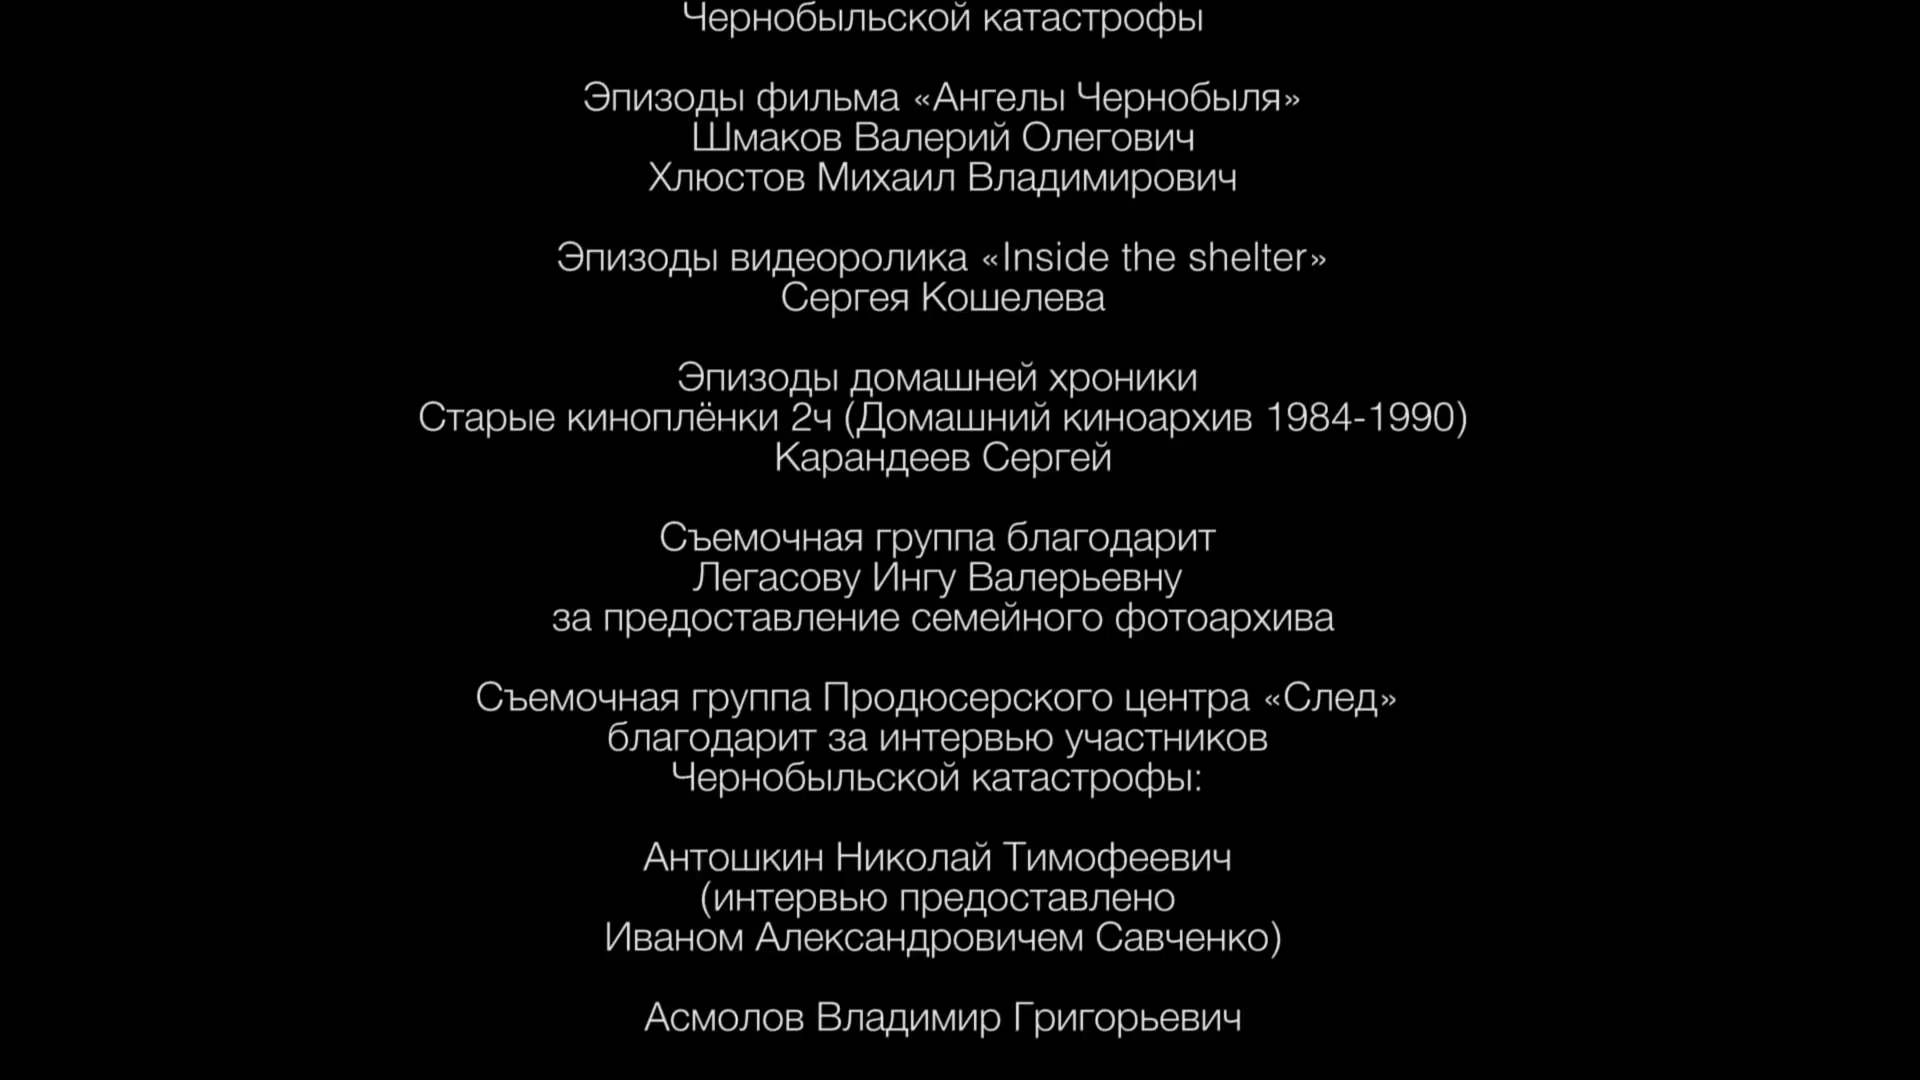 Чернобыльской катастрофы
Эпизоды фильма «Ангелы Чернобыля»
Шмаков Валерий Олегович
Хлюстов Михаил Владимирович
Эпизоды видеоролика «Inside the shelter»
Сергея Кошелева
Эпизоды домашней хроники
Старые киноплёнки 2ч (Домашний киноархив 1984-1990)
Карандеев Сергей
Съемочная группа благодарит
Легасову Ингу Валерьевну
за предоставление семейного фотоархива
Съемочная группа Продюсерского центра «След»
благодарит за интервью участников
Чернобыльской катастрофы:
Антошкин Николай Тимофеевич
(интервью предоставлено
Иваном Александровичем Савченко)
Асмолов Владимир Григорьевич